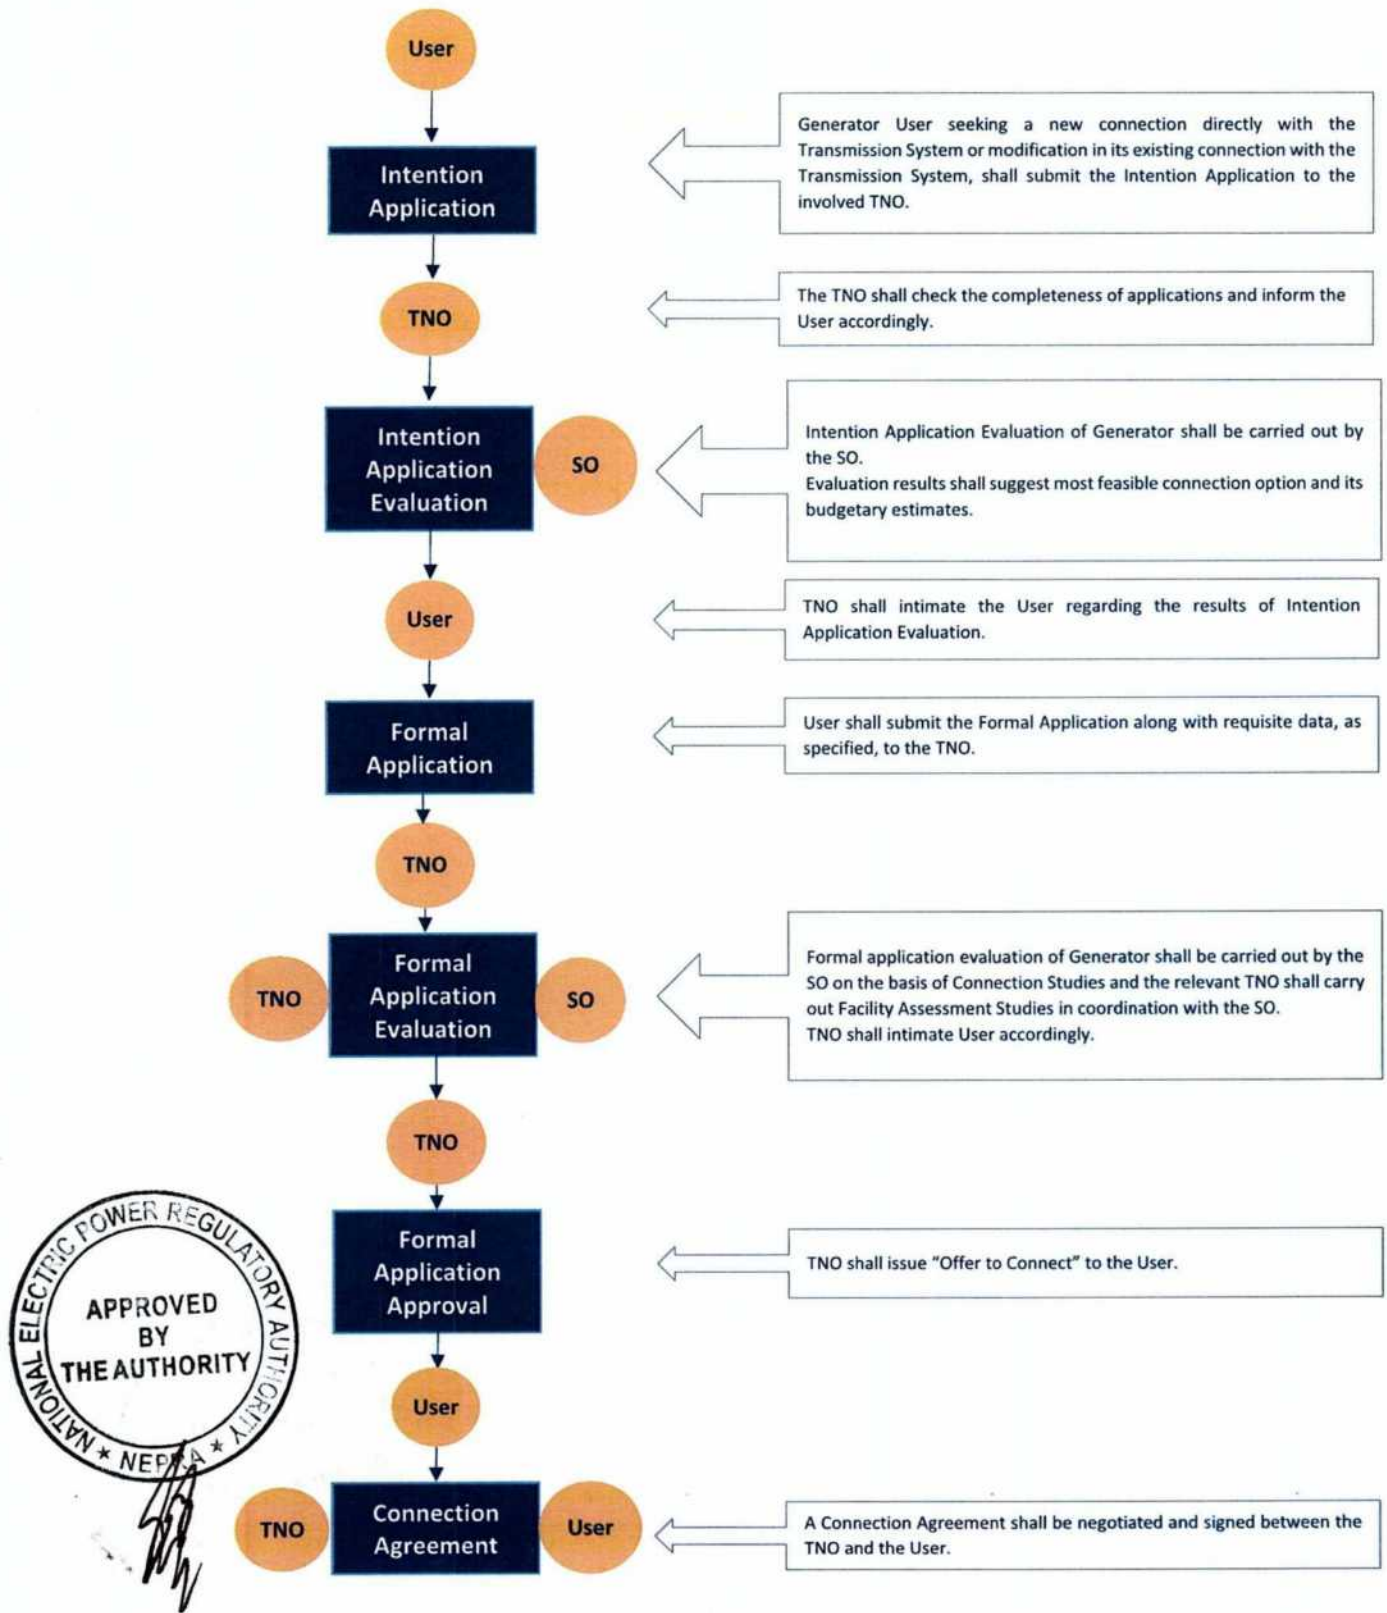 User
Intention
Application
Generator User seeking a new connection directly with the
Transmission System or modification in its existing connection with the
Transmission System, shall submit the Intention Application to the
involved TNO.
TNO
The TNO shall check the completeness of applications and inform the
User accordingly.
Intention
Application
Evaluation
SO
Intention Application Evaluation of Generator shall be carried out by
the SO.
Evaluation results shall suggest most feasible connection option and its
budgetary estimates.
User
TNO shall intimate the User regarding the results of Intention
Application Evaluation.
Formal
Application
User shall submit the Formal Application along with requisite data, as
specified, to the TNO.
TNO
TNO
Formal
Application
Evaluation
SO
Formal application evaluation of Generator shall be carried out by the
SO on the basis of Connection Studies and the relevant TNO shall carry
out Facility Assessment Studies in coordination with the SO.
TNO shall intimate User accordingly.
TNO
Formal
Application
Approval
TNO shall issue “Offer to Connect” to the User.
NATIONAL ELECTRIC POWER REGULATORY AUTHORITY
★ NEPRA ★
APPROVED
BY
THE AUTHORITY
User
TNO
Connection
Agreement
User
A Connection Agreement shall be negotiated and signed between the
TNO and the User.